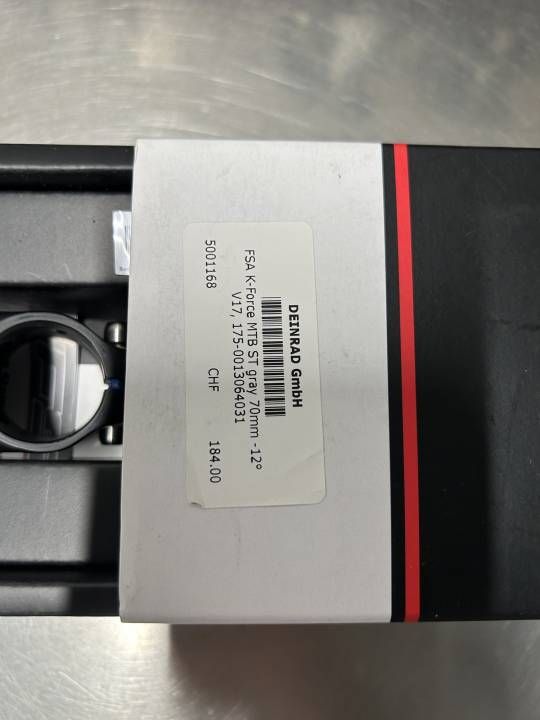 DEINRAD GmbH
FSA K-Force MTB ST gray 70mm -12°
V17, 175-0013064031
5001168 CHF 184.00